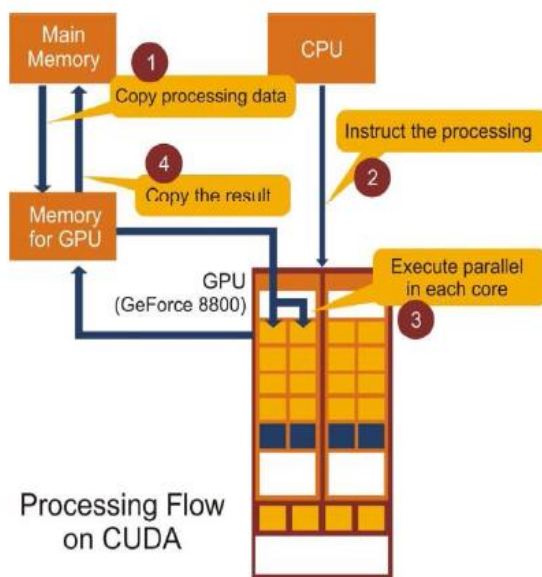 Main
Memory
CPU
1
Copy processing data
Instruct the processing
2
4
Copy the result
Memory
for GPU
GPU
(GeForce 8800)
Execute parallel
in each core
3
Processing Flow
on CUDA